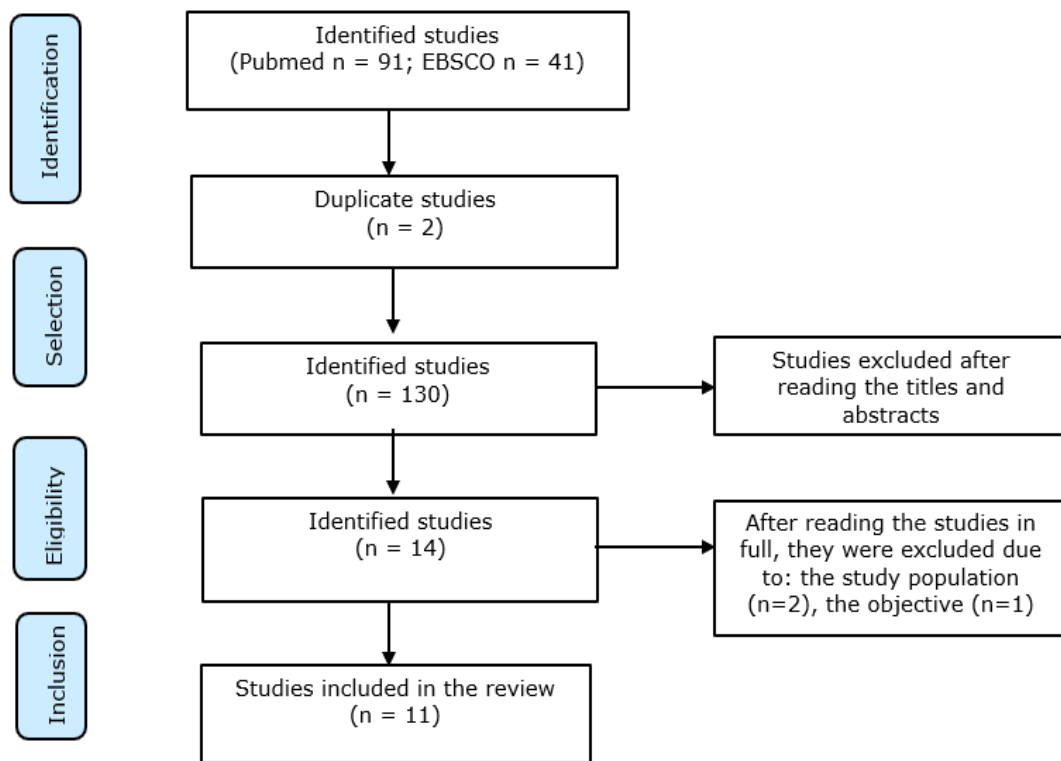 Identification
Identified studies
(Pubmed n = 91; EBSCO n = 41)
Duplicate studies
(n = 2)
Selection
Identified studies
(n = 130)
Studies excluded after
reading the titles and
abstracts
Eligibility
Identified studies
(n = 14)
After reading the studies in
full, they were excluded due
to: the study population
(n=2), the objective (n=1)
Inclusion
Studies included in the review
(n = 11)